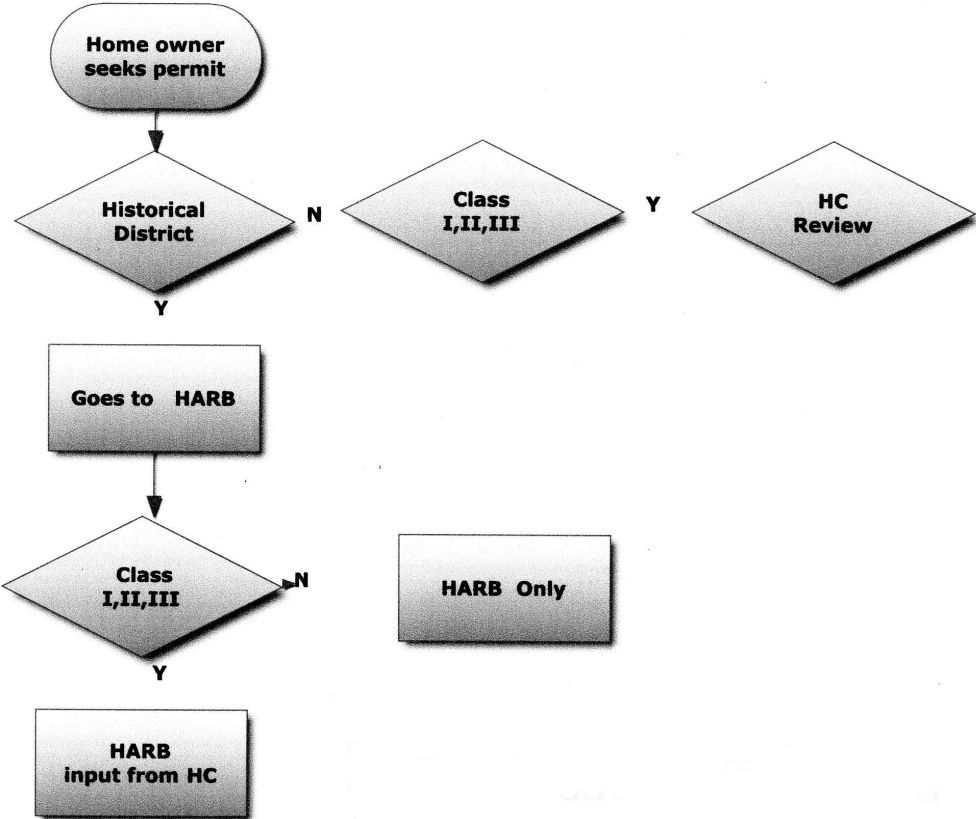 Home owner
seeks permit
Historical
District
N
Class
I,II,III
Y
HC
Review
Y
Goes to HARB
Class
I,II,III
N
HARB Only
Y
HARB
input from HC